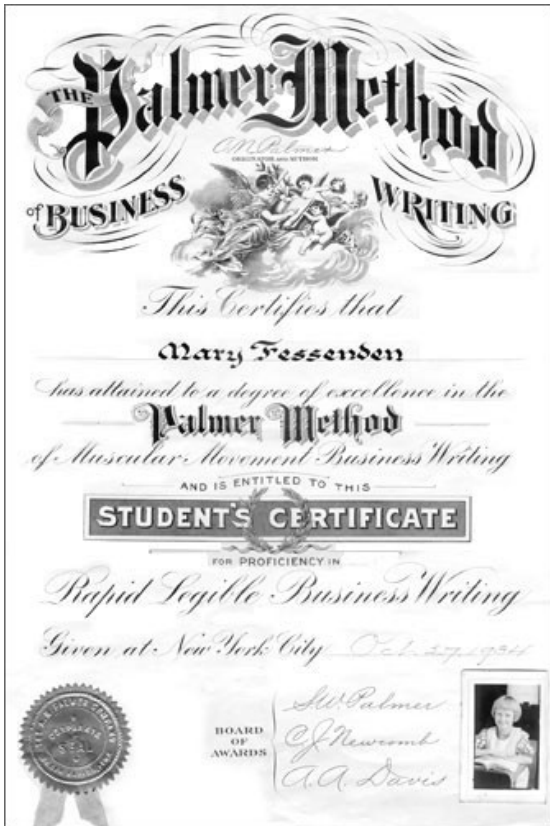 THE Palmer Method
A.N. Palmer
ORIGINATOR AND AUTHOR
of BUSINESS WRITING
This Certifies that
Mary Fessenden
has attained to a degree of excellence in the
Palmer Method
of Muscular Movement Business Writing
AND IS ENTITLED TO THIS
STUDENT'S CERTIFICATE
FOR PROFICIENCY IN
Rapid Legible Business Writing
Given at New York City Oct. 27, 1934
CORPORATE
SEAL
BOARD
OF
AWARDS
S.W. Palmer
C.J. Newcomb
A.A. Davis